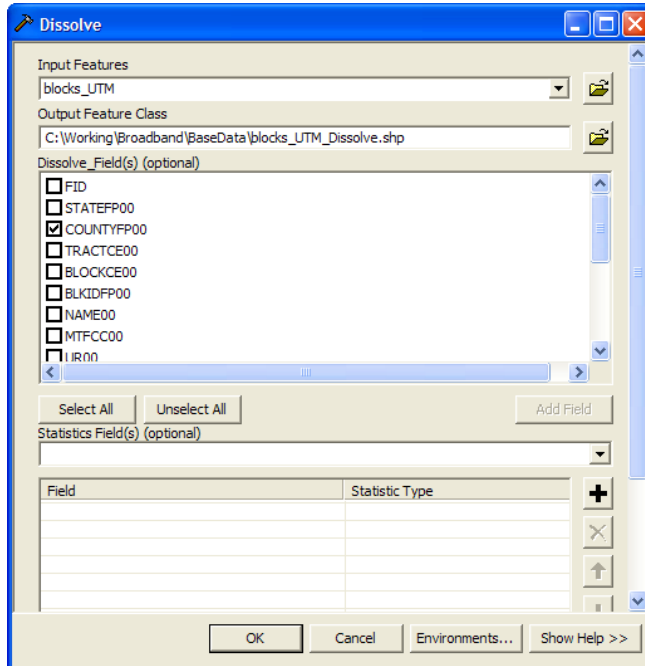 Dissolve
Input Features
blocks_UTM
Output Feature Class
C:\Working\Broadband\BaseData\blocks_UTM_Dissolve.shp
Dissolve_Field(s) (optional)
FID
STATEFP00
COUNTYFP00
TRACTCE00
BLOCKCE00
BLKIDFP00
NAME00
MTFCC00
UR00
Select All Unselect All Add Field
Statistics Field(s) (optional)
Field Statistic Type
OK Cancel Environments... Show Help >>